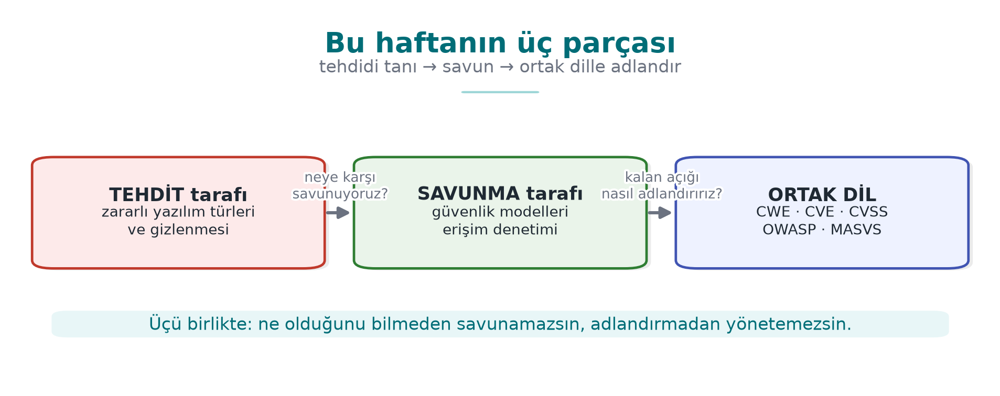 Bu haftanın üç parçası
tehdidi tanı → savun → ortak dille adlandır
TEHDİT tarafı
zararlı yazılım türleri
ve gizlenmesi
neye karşı
savunuyoruz?
SAVUNMA tarafı
güvenlik modelleri
erişim denetimi
kalan açığı
nasıl adlandırırız?
ORTAK DİL
CWE · CVE · CVSS
OWASP · MASVS
Üçü birlikte: ne olduğunu bilmeden savunamazsın, adlandırmadan yönetemezsin.